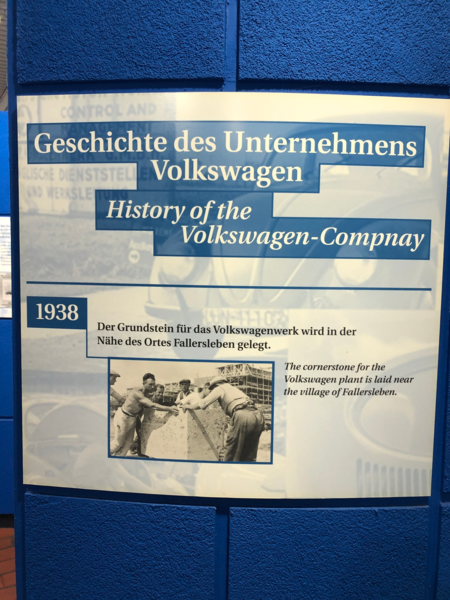 CONTROL AND
Geschichte des Unternehmens
Volkswagen
History of the
Volkswagen-Compnay
1938
Der Grundstein für das Volkswagenwerk wird in der
Nähe des Ortes Fallersleben gelegt.
The cornerstone for the
Volkswagen plant is laid near
the village of Fallersleben.